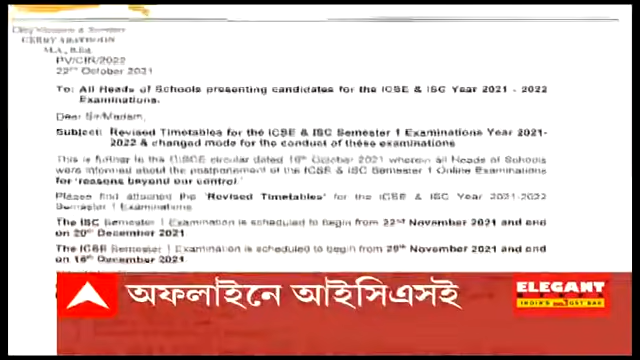 Chief Executive & Secretary
GERRY ARATHOON
M.A., B.Ed.
PV/CIR/2022
22nd October 2021
To: All Heads of Schools presenting candidates for the ICSE & ISC Year 2021 - 2022
Examinations.
Dear Sir/Madam,
Subject: Revised Timetables for the ICSE & ISC Semester 1 Examinations Year 2021-
2022 & changed mode for the conduct of these examinations
This is further to the CISCE circular dated 18th October 2021 wherein all Heads of Schools
were informed about the postponement of the ICSE & ISC Semester 1 Online Examinations
for 'reasons beyond our control.'
Please find attached the 'Revised Timetables' for the ICSE & ISC Year 2021-2022
Semester 1 Examinations.
The ISC Semester 1 Examination is scheduled to begin from 22nd November 2021 and end
on 20th December 2021
The ICSE Semester 1 Examination is scheduled to begin from 29th November 2021 and end
on 16th December 2021
অফলাইনে আইসিএসই
ELEGANT
STEEL
INDIA'S No.1 DST BAR